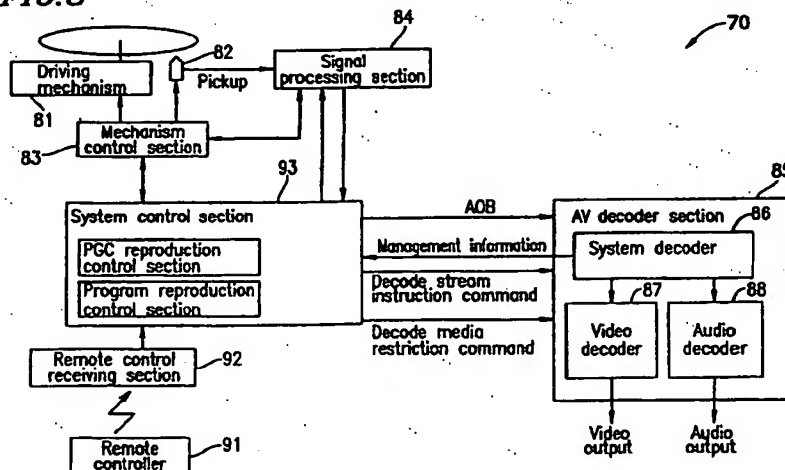 70
84
82
Signal
processing section
Pickup
Driving
mechanism
81
Mechanism
control section
83
93
85
System control section
AOB
AV decoder section
86
PGC reproduction
control section
Management information
System decoder
Program reproduction
control section
Decode stream
instruction command
87
88
Decode media
restriction command
Video
decoder
Audio
decoder
Remote control
receiving section
92
Video
output
Audio
output
Remote
controller
91